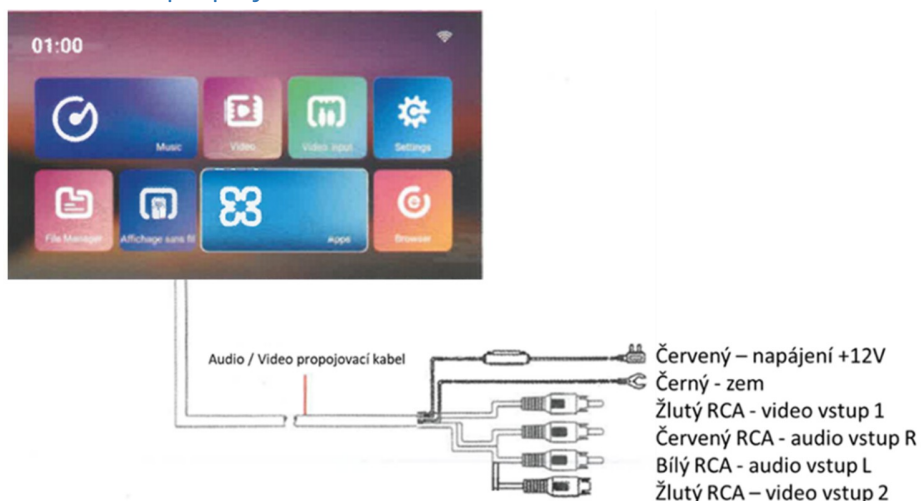 01:00
Music
Video
Video input
Settings
File Manager
Affichage sans fil
Apps
Browser
Audio / Video propojovací kabel
Červený – napájení +12V
Černý - zem
Žlutý RCA - video vstup 1
Červený RCA - audio vstup R
Bílý RCA - audio vstup L
Žlutý RCA – video vstup 2